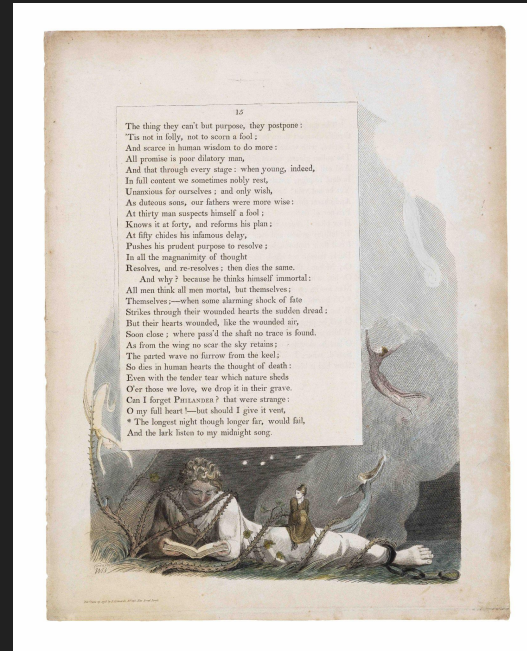 15
The thing they can't but purpose, they postpone :
'Tis not in folly, not to scorn a fool ;
And scarce in human wisdom to do more :
All promise is poor dilatory man,
And that through every stage : when young, indeed,
In full content we sometimes nobly rest,
Unanxious for ourselves ; and only wish,
As duteous sons, our fathers were more wise :
At thirty man suspects himself a fool ;
Knows it at forty, and reforms his plan ;
At fifty chides his infamous delay,
Pushes his prudent purpose to resolve ;
In all the magnanimity of thought
Resolves, and re-resolves ; then dies the same.
And why ? because he thinks himself immortal :
All men think all men mortal, but themselves ;
Themselves ;—when some alarming shock of fate
Strikes through their wounded hearts the sudden dread ;
But their hearts wounded, like the wounded air,
Soon close ; where pass'd the shaft no trace is found.
As from the wing no scar the sky retains ;
The parted wave no furrow from the keel ;
So dies in human hearts the thought of death :
Even with the tender tear which nature sheds
O'er those we love, we drop it in their grave.
Can I forget PHILANDER ? that were strange :
O my full heart !—but should I give it vent,
* The longest night though longer far, would fail,
And the lark listen to my midnight song.